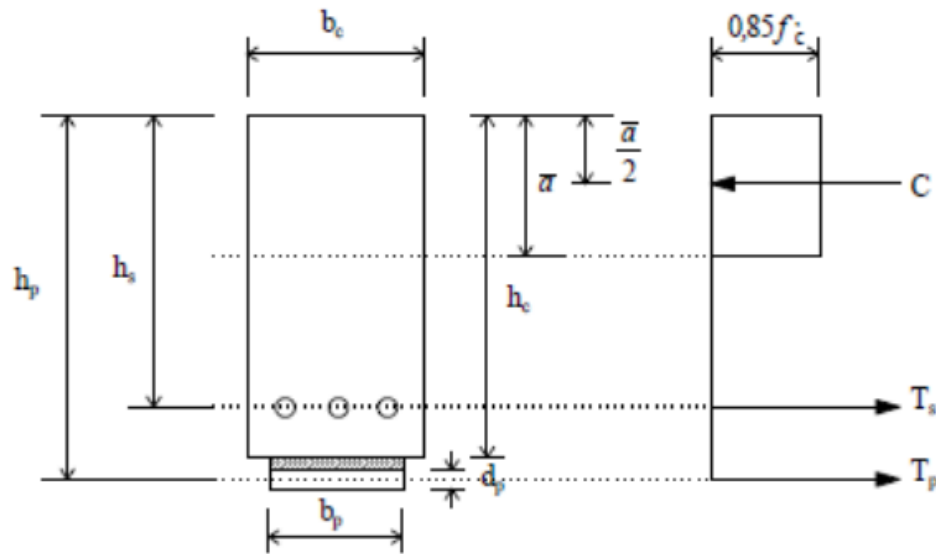 b_c
0,85f'_c
a̅/2
a̅
C
h_p
h_s
h_c
T_s
d_p
T_p
b_p